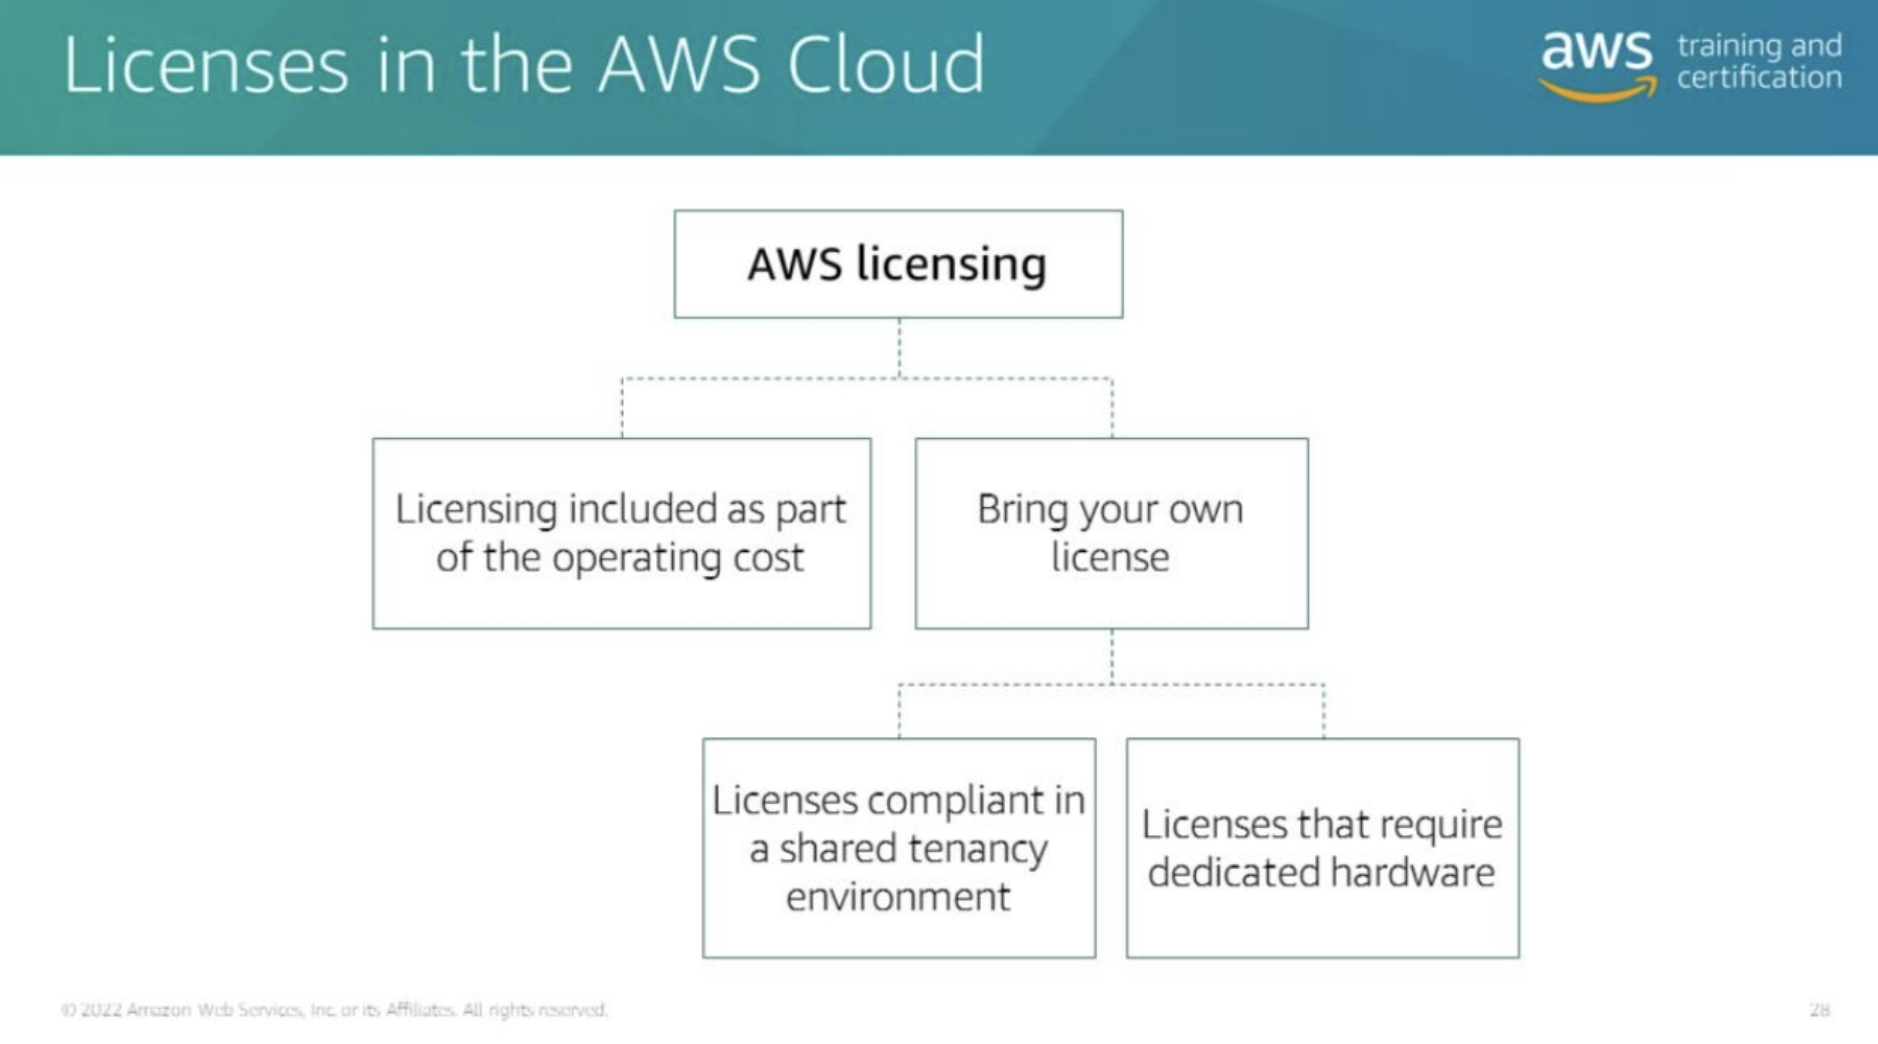 Licenses in the AWS Cloud
aws training and
certification
AWS licensing
Licensing included as part
of the operating cost
Bring your own
license
Licenses compliant in
a shared tenancy
environment
Licenses that require
dedicated hardware
© 2022 Amazon Web Services, Inc. or its Affiliates. All rights reserved.
28